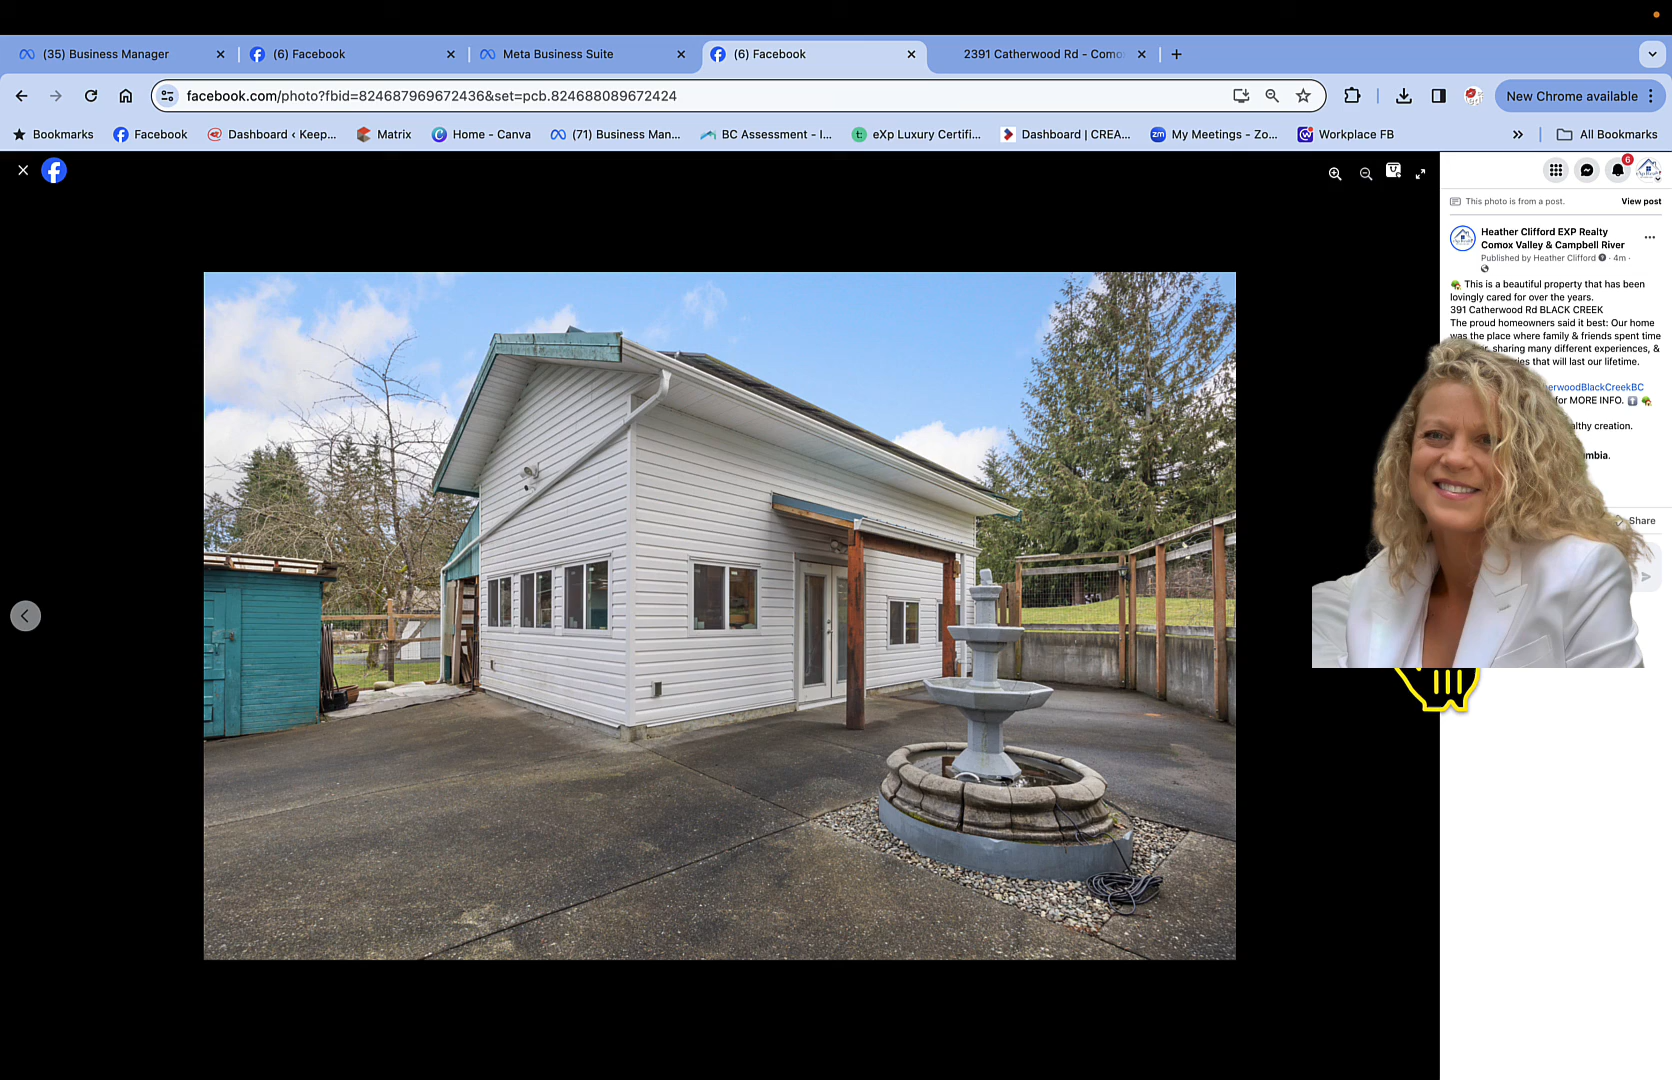 (35) Business Manager
(6) Facebook
Meta Business Suite
(6) Facebook
2391 Catherwood Rd - Como
facebook.com/photo?fbid=824687969672436&set=pcb.824688089672424
New Chrome available
Bookmarks
Facebook
Dashboard ‹ Keep...
Matrix
Home - Canva
(71) Business Man...
BC Assessment - I...
eXp Luxury Certifi...
Dashboard | CREA...
zm
My Meetings - Zo...
Workplace FB
All Bookmarks
6
This photo is from a post.
View post
Heather Clifford EXP Realty
Comox Valley & Campbell River
Published by Heather Clifford · 4m ·
This is a beautiful property that has been
lovingly cared for over the years.
391 Catherwood Rd BLACK CREEK
The proud homeowners said it best: Our home
was the place where family & friends spent time
sharing many different experiences, &
that will last our lifetime.
erwoodBlackCreekBC
for MORE INFO.
althy creation.
mbia.
Share